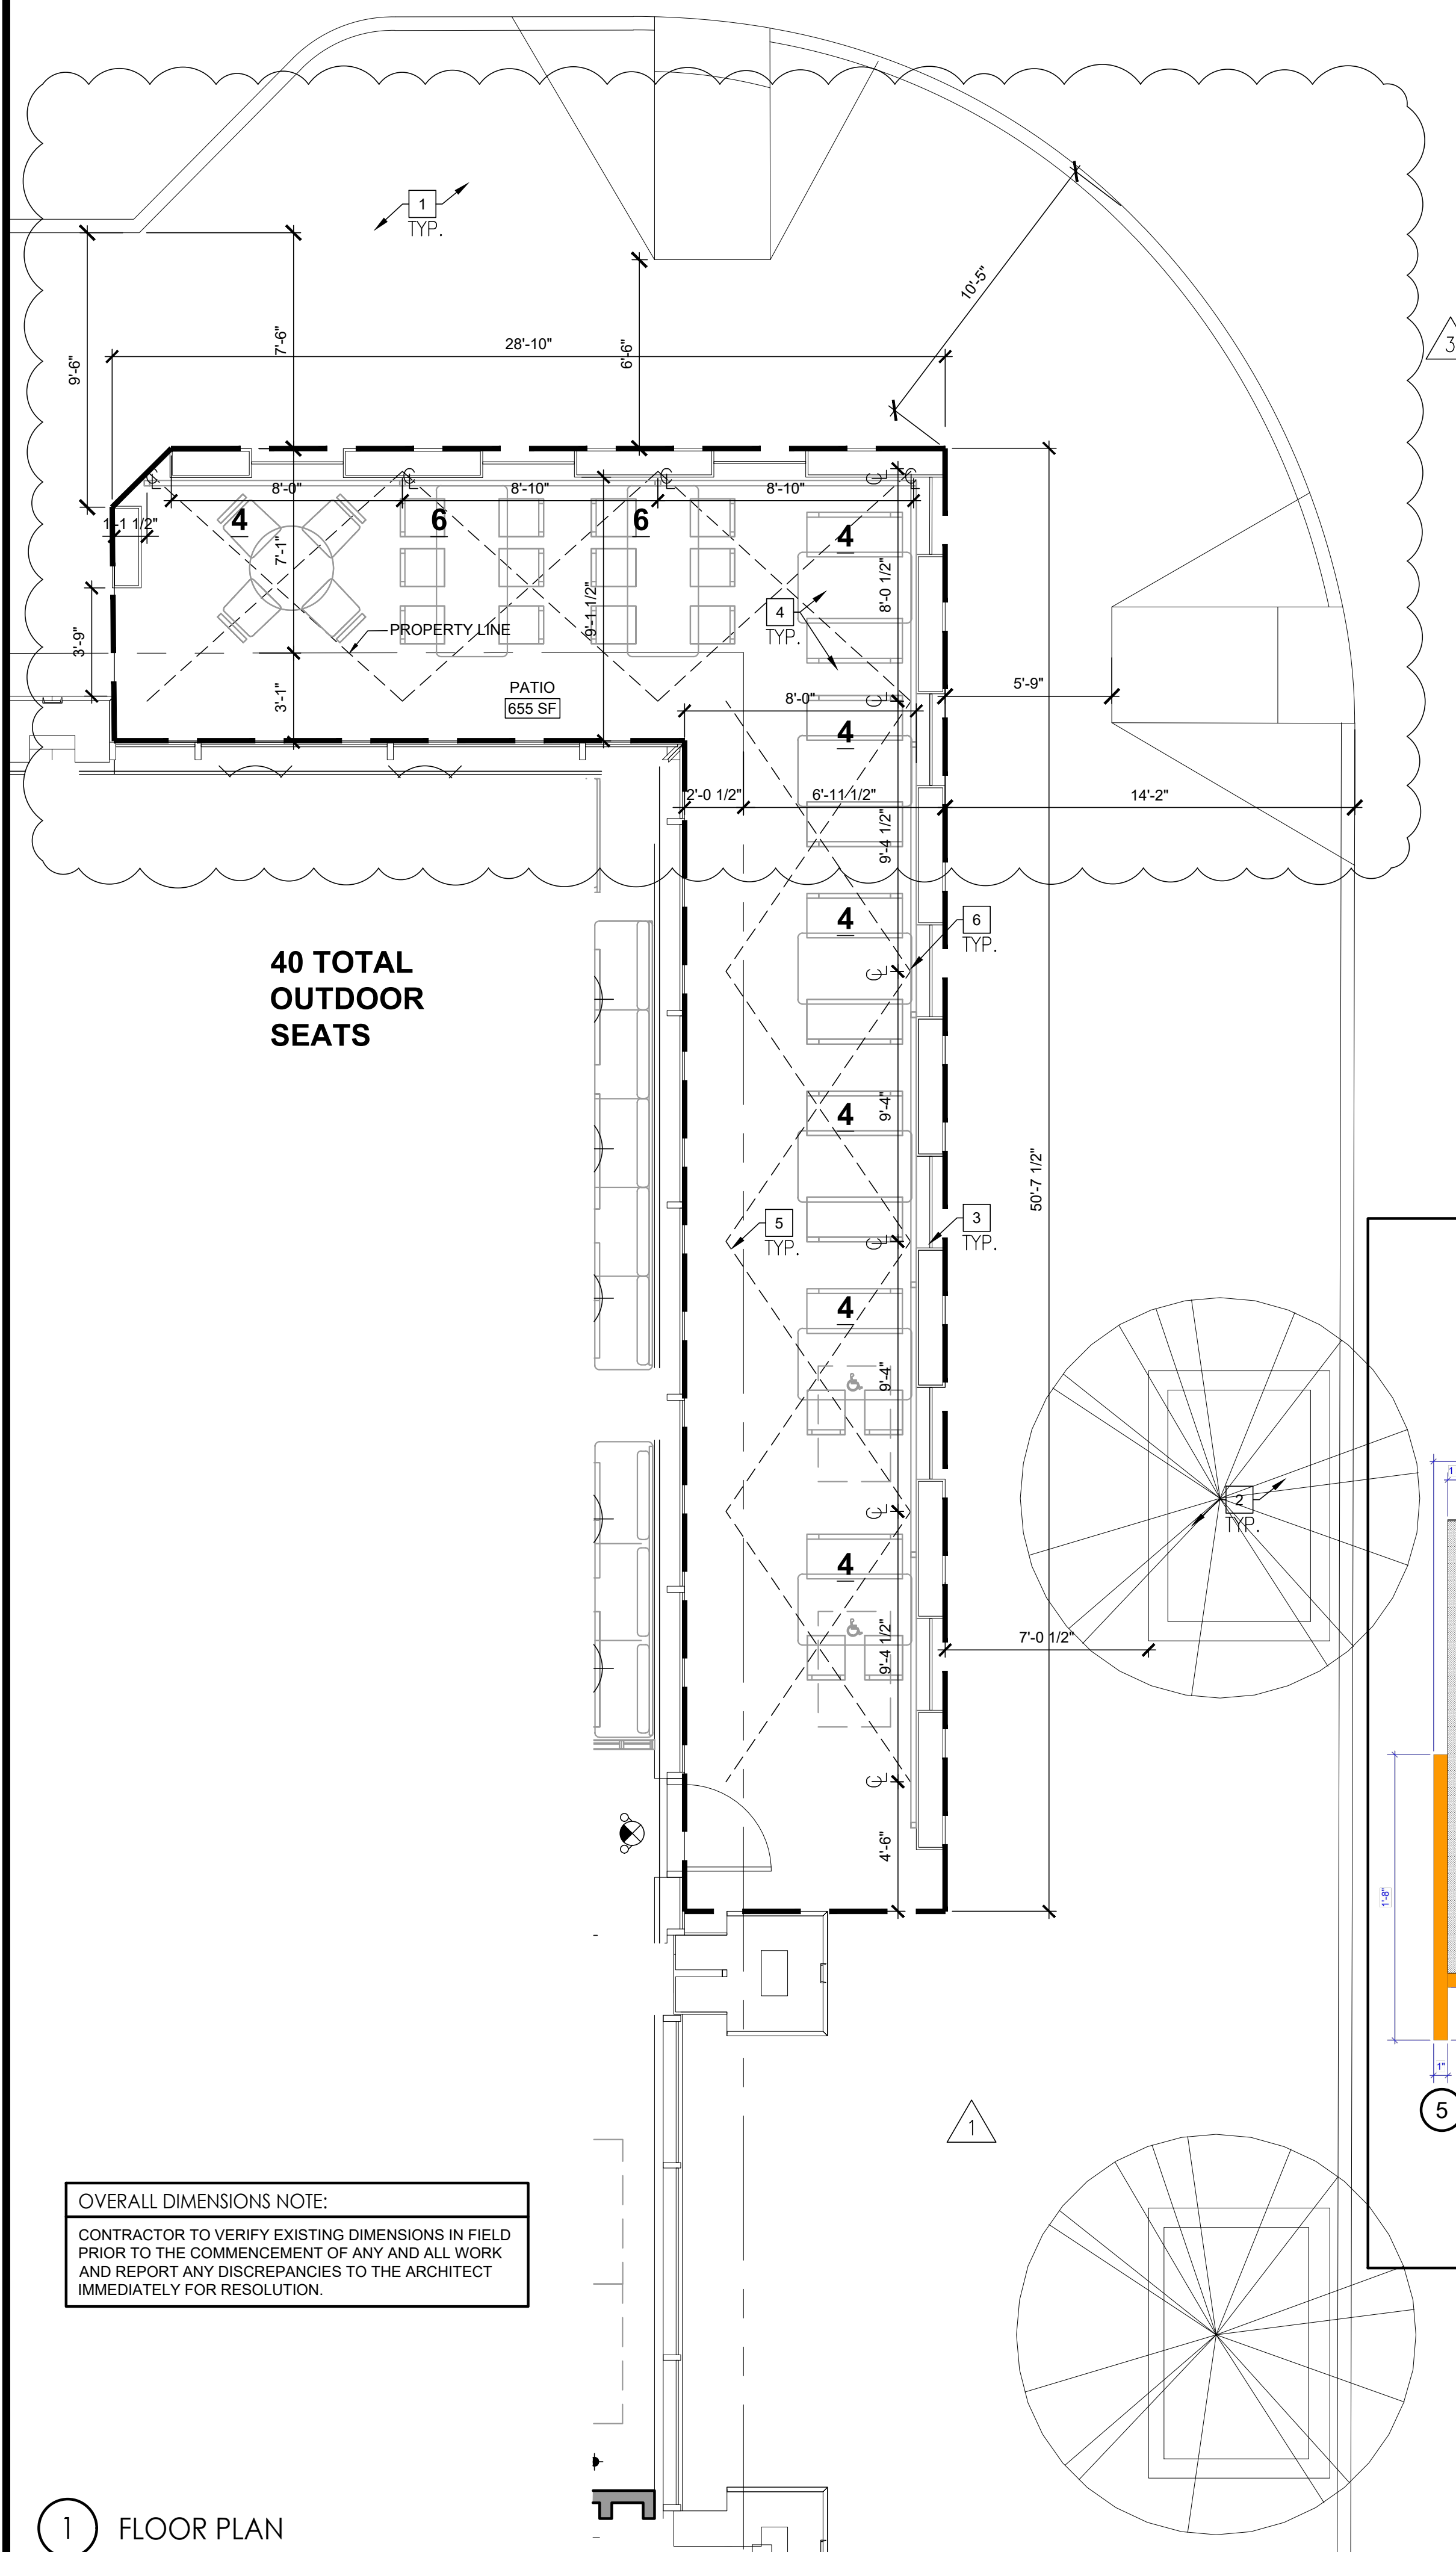 1
TYP.
10'-5"
7'-6"
9'-6"
28'-10"
6'-6"
3
8'-0"
8'-10"
8'-10"
1'-1 1/2"
4
6
6
4
7'-1"
9'-1 1/2"
8'-0 1/2"
4
TYP.
PROPERTY LINE
3'-9"
PATIO
655 SF
3'-1"
8'-0"
5'-9"
4
2'-0 1/2"
6'-11 1/2"
14'-2"
9'-4 1/2"
4
6
TYP.
40 TOTAL
OUTDOOR
SEATS
4
9'-4"
50'-7 1/2"
5
TYP.
3
TYP.
4
9'-4"
2
TYP.
4
9'-4 1/2"
7'-0 1/2"
4'-6"
1'-8"
1"
5
1
OVERALL DIMENSIONS NOTE:
CONTRACTOR TO VERIFY EXISTING DIMENSIONS IN FIELD
PRIOR TO THE COMMENCEMENT OF ANY AND ALL WORK
AND REPORT ANY DISCREPANCIES TO THE ARCHITECT
IMMEDIATELY FOR RESOLUTION.
1 FLOOR PLAN